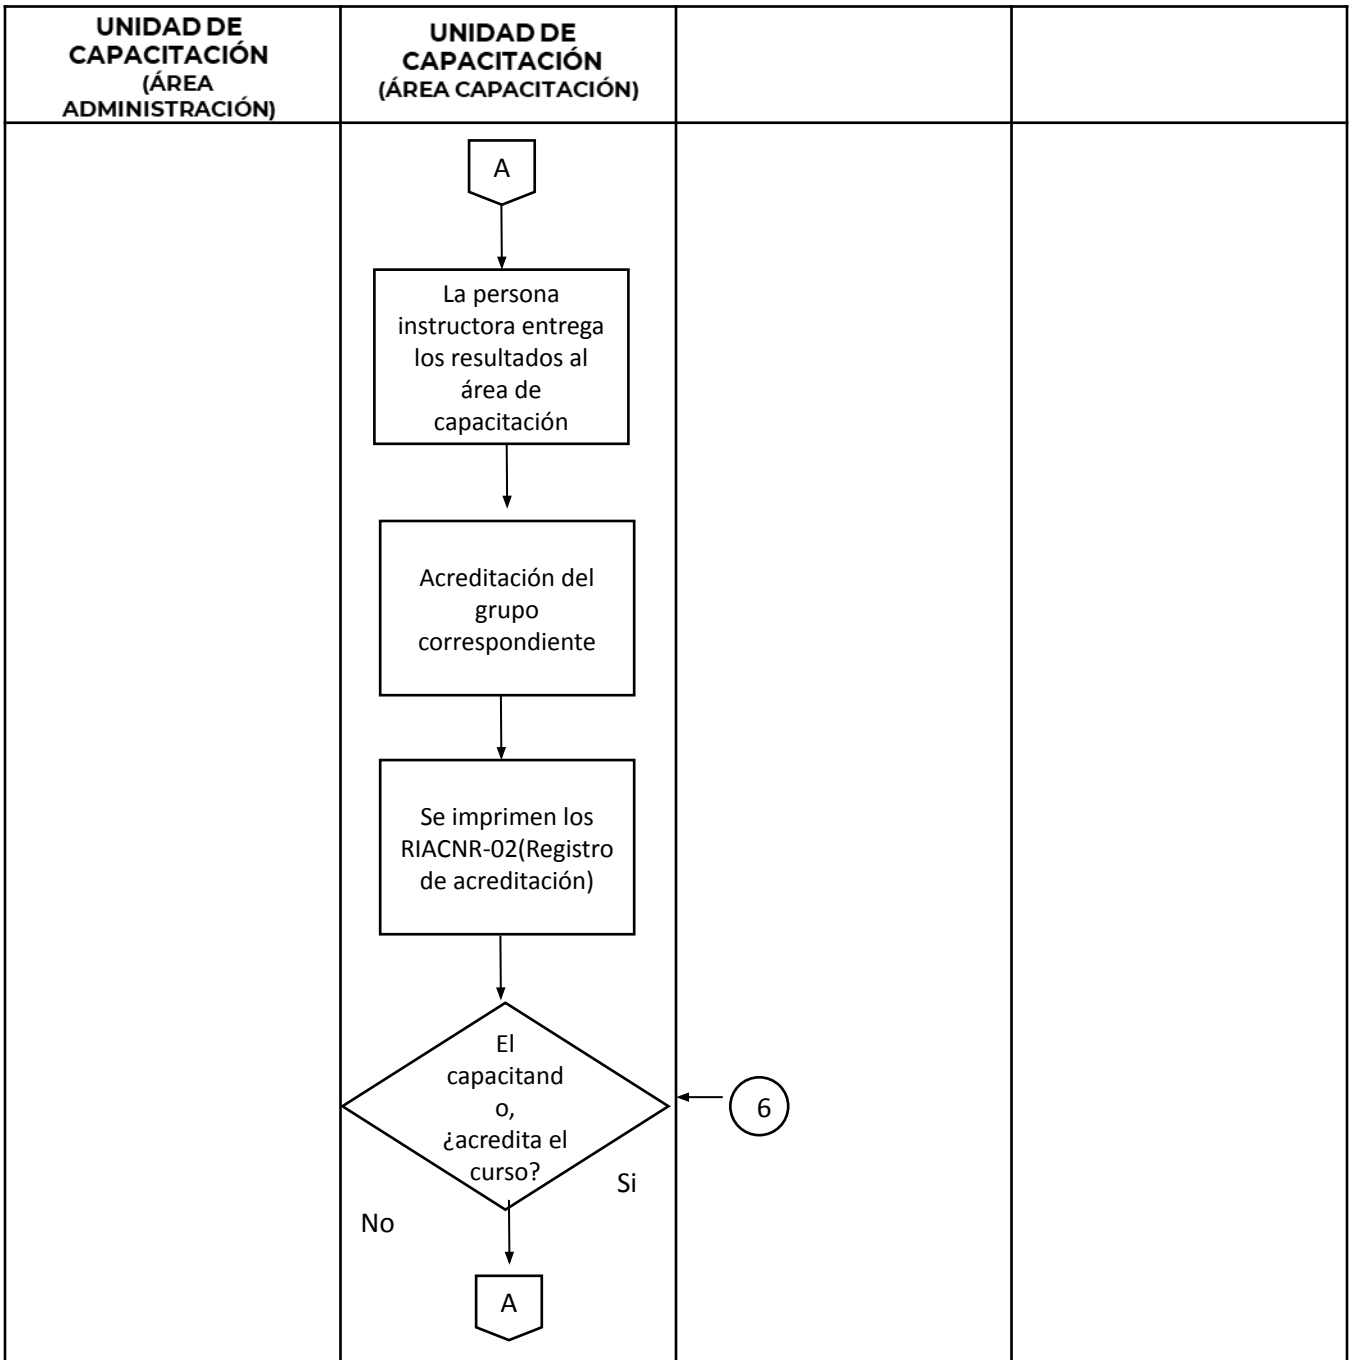 UNIDAD DE
CAPACITACIÓN
(ÁREA
ADMINISTRACIÓN)
UNIDAD DE
CAPACITACIÓN
(ÁREA CAPACITACIÓN)
A
La persona
instructora entrega
los resultados al
área de
capacitación
Acreditación del
grupo
correspondiente
Se imprimen los
RIACNR-02(Registro
de acreditación)
El
capacitand
o,
¿acredita el
curso?
6
Si
No
A